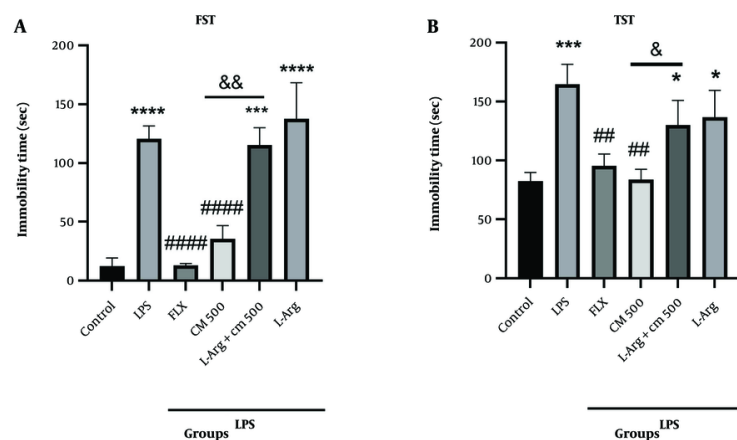 A
FST
Immobility time (sec)
200
150
100
50
0
****
####
####
&&
***
****
Control
LPS
FLX
CM 500
L-Arg + cm 500
L-Arg
LPS
Groups
B
TST
Immobility time (sec)
200
150
100
50
0
***
##
##
&
*
*
Control
LPS
FLX
CM 500
L-Arg + cm 500
L-Arg
LPS
Groups